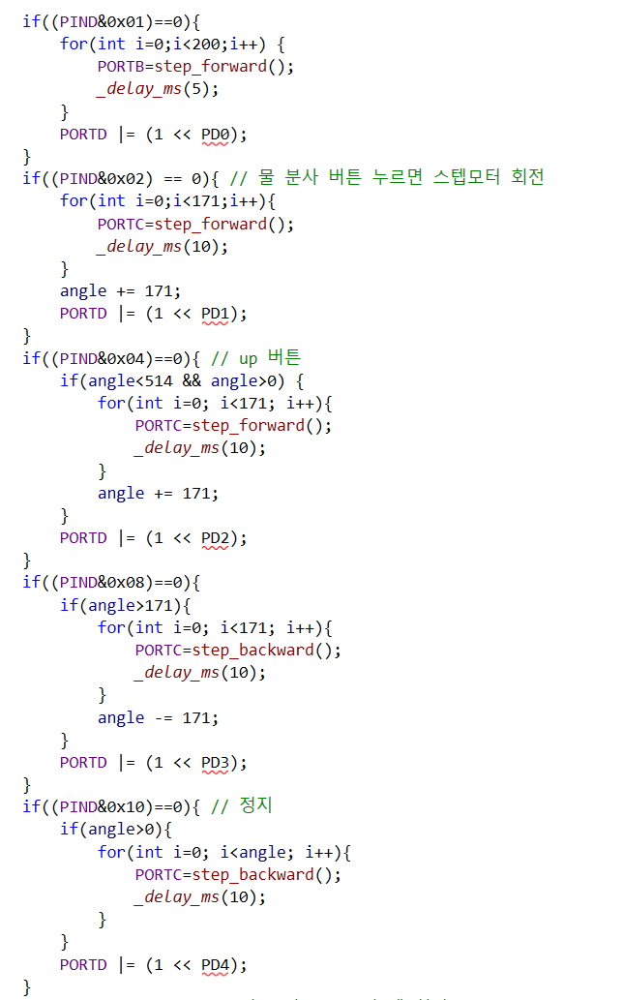 if((PIND&0x01)==0){
for(int i=0;i<200;i++) {
PORTB=step_forward();
_delay_ms(5);
}
PORTD |= (1 << PD0);
}
if((PIND&0x02) == 0){ // 물 분사 버튼 누르면 스텝모터 회전
for(int i=0;i<171;i++){
PORTC=step_forward();
_delay_ms(10);
}
angle += 171;
PORTD |= (1 << PD1);
}
if((PIND&0x04)==0){ // up 버튼
if(angle<514 && angle>0) {
for(int i=0; i<171; i++){
PORTC=step_forward();
_delay_ms(10);
}
angle += 171;
}
PORTD |= (1 << PD2);
}
if((PIND&0x08)==0){
if(angle>171){
for(int i=0; i<171; i++){
PORTC=step_backward();
_delay_ms(10);
}
angle -= 171;
}
PORTD |= (1 << PD3);
}
if((PIND&0x10)==0){ // 정지
if(angle>0){
for(int i=0; i<angle; i++){
PORTC=step_backward();
_delay_ms(10);
}
}
PORTD |= (1 << PD4);
}